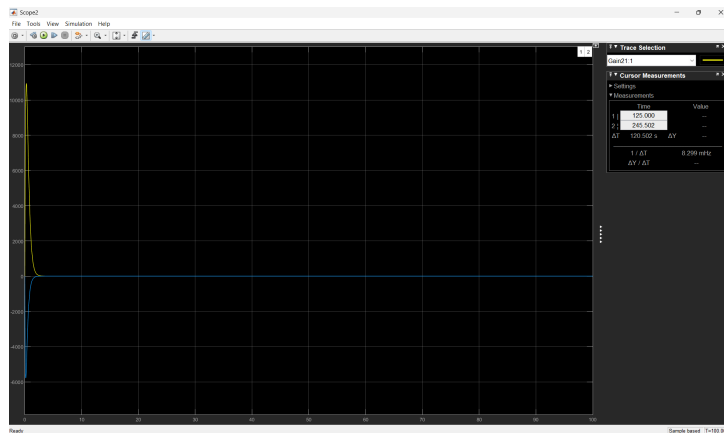 Scope2
File Tools View Simulation Help
1 2
Trace Selection
Gain21:1
Cursor Measurements
Settings
Measurements
Time Value
1 125.000 --
2 245.502 --
ΔT 120.502 s ΔY --
1 / ΔT 8.299 mHz
ΔY / ΔT --
12000
10000
8000
6000
4000
2000
0
-2000
-4000
-6000
0 10 20 30 40 50 60 70 80 90 100
Ready Sample based